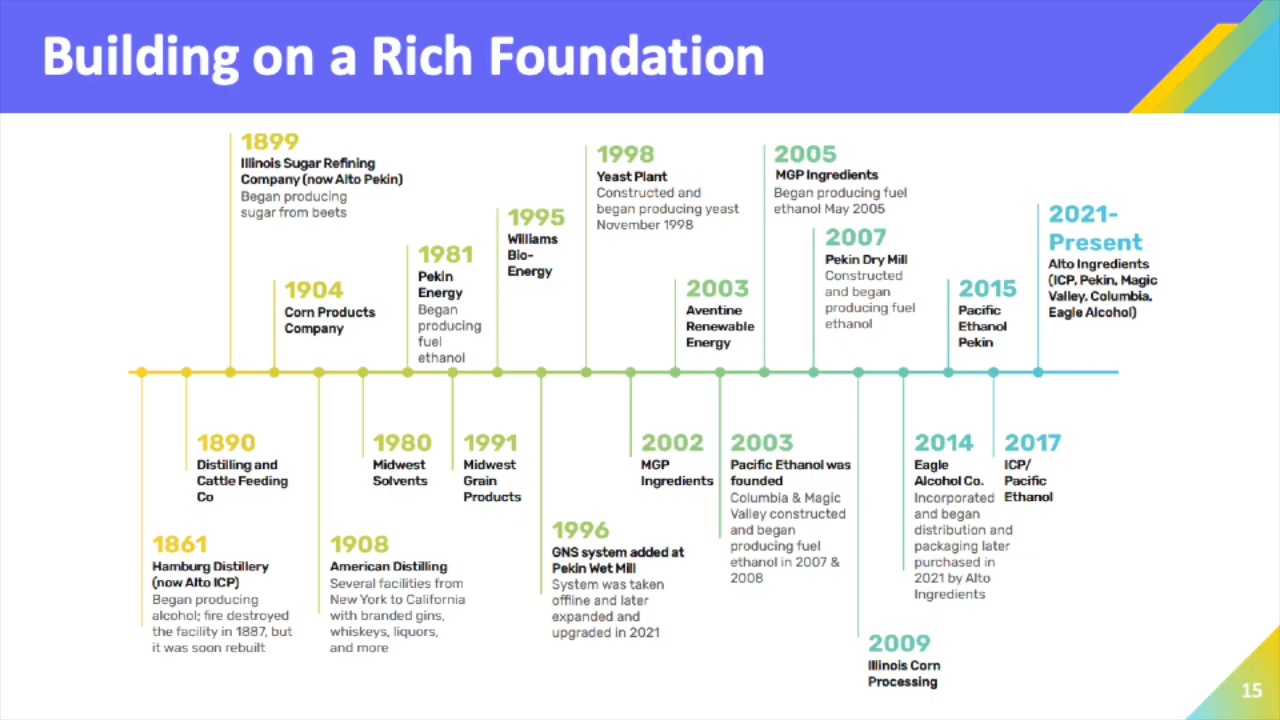 Building on a Rich Foundation
1899
Illinois Sugar Refining
Company (now Alto Pekin)
Began producing
sugar from beets
1904
Corn Products
Company
1981
Pekin
Energy
Began
producing
fuel
ethanol
1995
Williams
Bio-
Energy
1998
Yeast Plant
Constructed and
began producing yeast
November 1998
2003
Aventine
Renewable
Energy
2005
MGP Ingredients
Began producing fuel
ethanol May 2005
2007
Pekin Dry Mill
Constructed
and began
producing fuel
ethanol
2015
Pacific
Ethanol
Pekin
2021-
Present
Alto Ingredients
(ICP, Pekin, Magic
Valley, Columbia,
Eagle Alcohol)
1861
Hamburg Distillery
(now Alto ICP)
Began producing
alcohol; fire destroyed
the facility in 1887, but
it was soon rebuilt
1890
Distilling and
Cattle Feeding
Co
1908
American Distilling
Several facilities from
New York to California
with branded gins,
whiskeys, liquors,
and more
1980
Midwest
Solvents
1991
Midwest
Grain
Products
1996
GNS system added at
Pekin Wet Mill
System was taken
offline and later
expanded and
upgraded in 2021
2002
MGP
Ingredients
2003
Pacific Ethanol was
founded
Columbia & Magic
Valley constructed
and began
producing fuel
ethanol in 2007 &
2008
2009
Illinois Corn
Processing
2014
Eagle
Alcohol Co.
Incorporated
and began
distribution and
packaging later
purchased in
2021 by Alto
Ingredients
2017
ICP/
Pacific
Ethanol
15